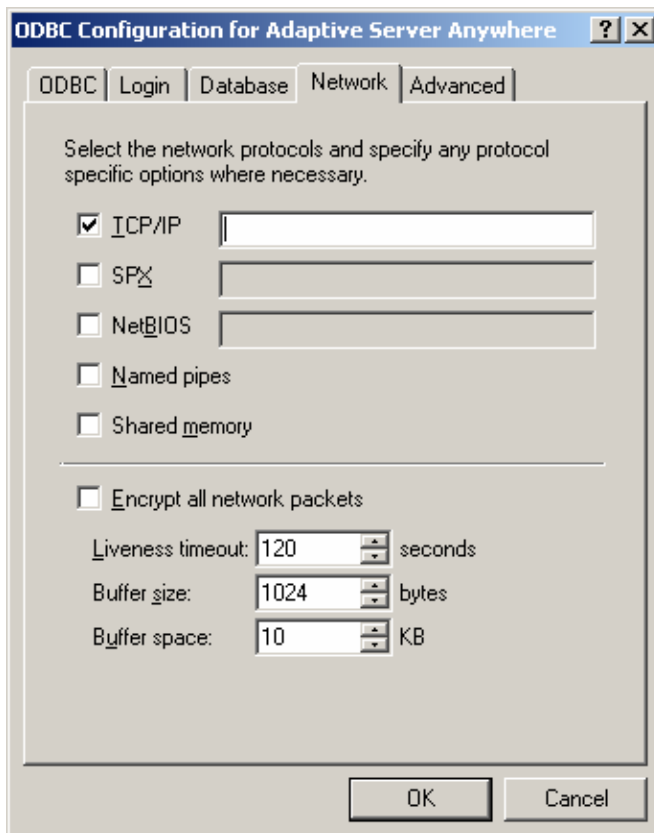 ODBC Configuration for Adaptive Server Anywhere
ODBC Login Database Network Advanced
Select the network protocols and specify any protocol
specific options where necessary.
TCP/IP
SPX
NetBIOS
Named pipes
Shared memory
Encrypt all network packets
Liveness timeout: 120 seconds
Buffer size: 1024 bytes
Buffer space: 10 KB
OK Cancel